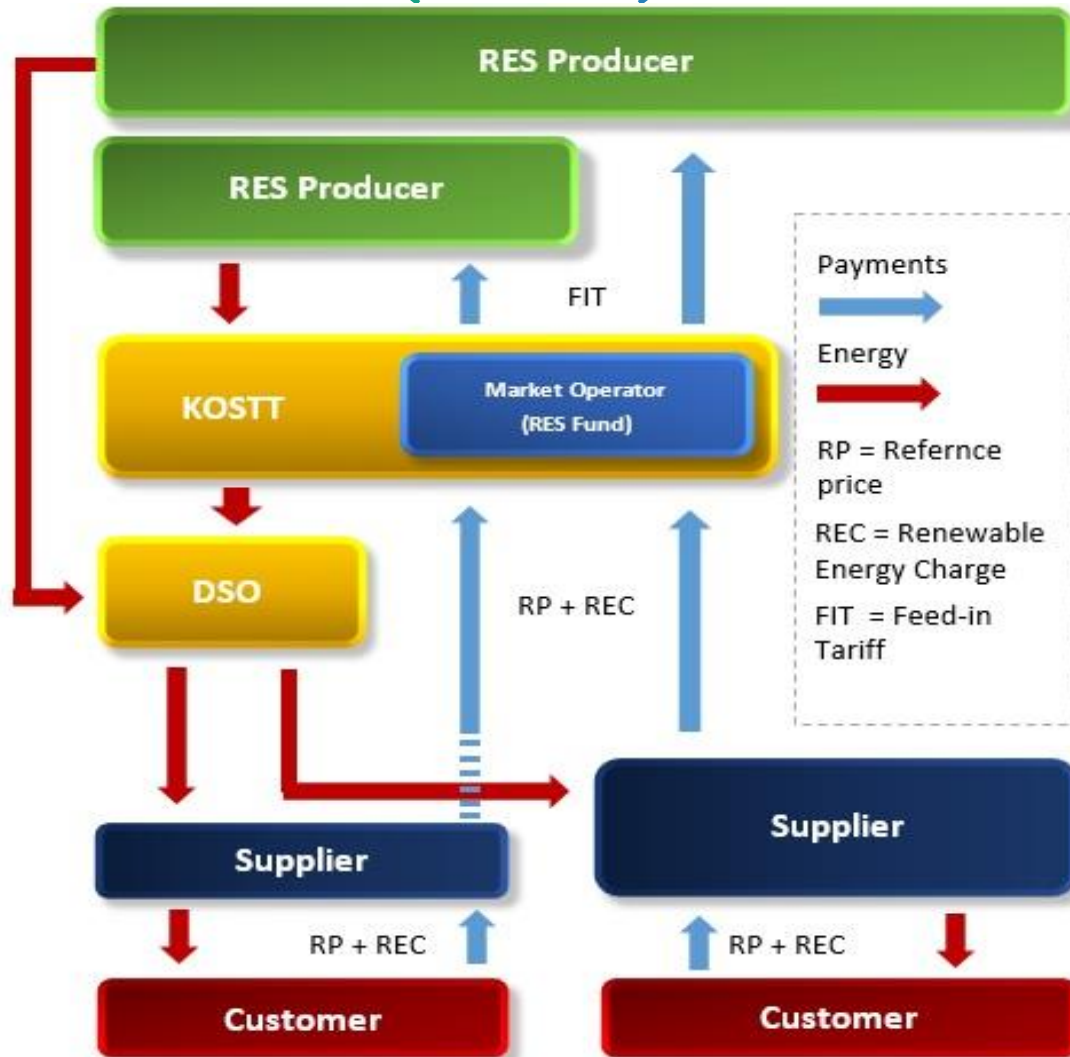 RES Producer
RES Producer
FIT
KOSTT
Market Operator
(RES Fund)
DSO
RP + REC
Supplier
Supplier
RP + REC
RP + REC
Customer
Customer
Payments
Energy
RP = Refernce
price
REC = Renewable
Energy Charge
FIT = Feed-in
Tariff